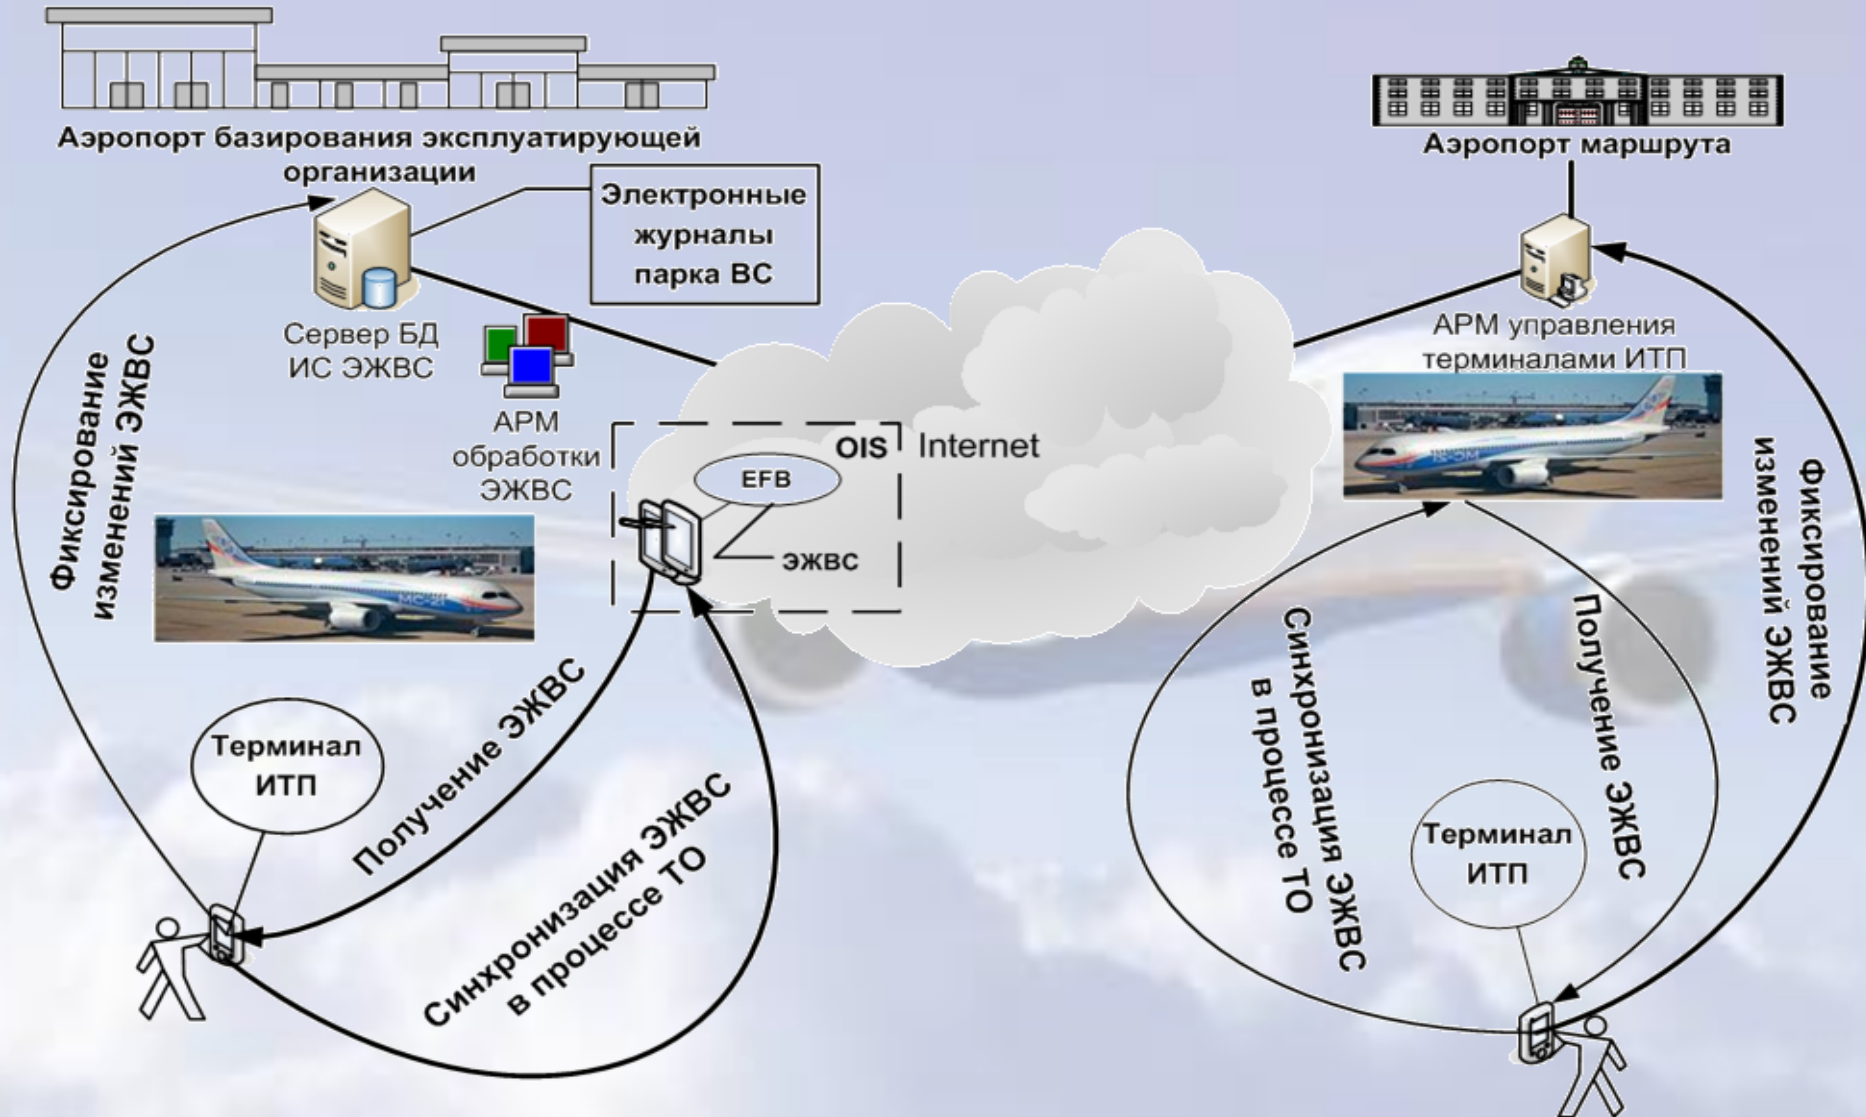 Аэропорт базирования эксплуатирующей
организации
Аэропорт маршрута
Электронные
журналы
парка ВС
Сервер БД
ИС ЭЖВС
АРМ
обработки
ЭЖВС
OIS
Internet
EFB
ЭЖВС
АРМ управления
терминалами ИТП
МС-21
Фиксирование
изменений ЭЖВС
Терминал
ИТП
Получение ЭЖВС
Синхронизация ЭЖВС
в процессе ТО
Синхронизация ЭЖВС
в процессе ТО
Получение ЭЖВС
Фиксирование
изменений ЭЖВС
Терминал
ИТП